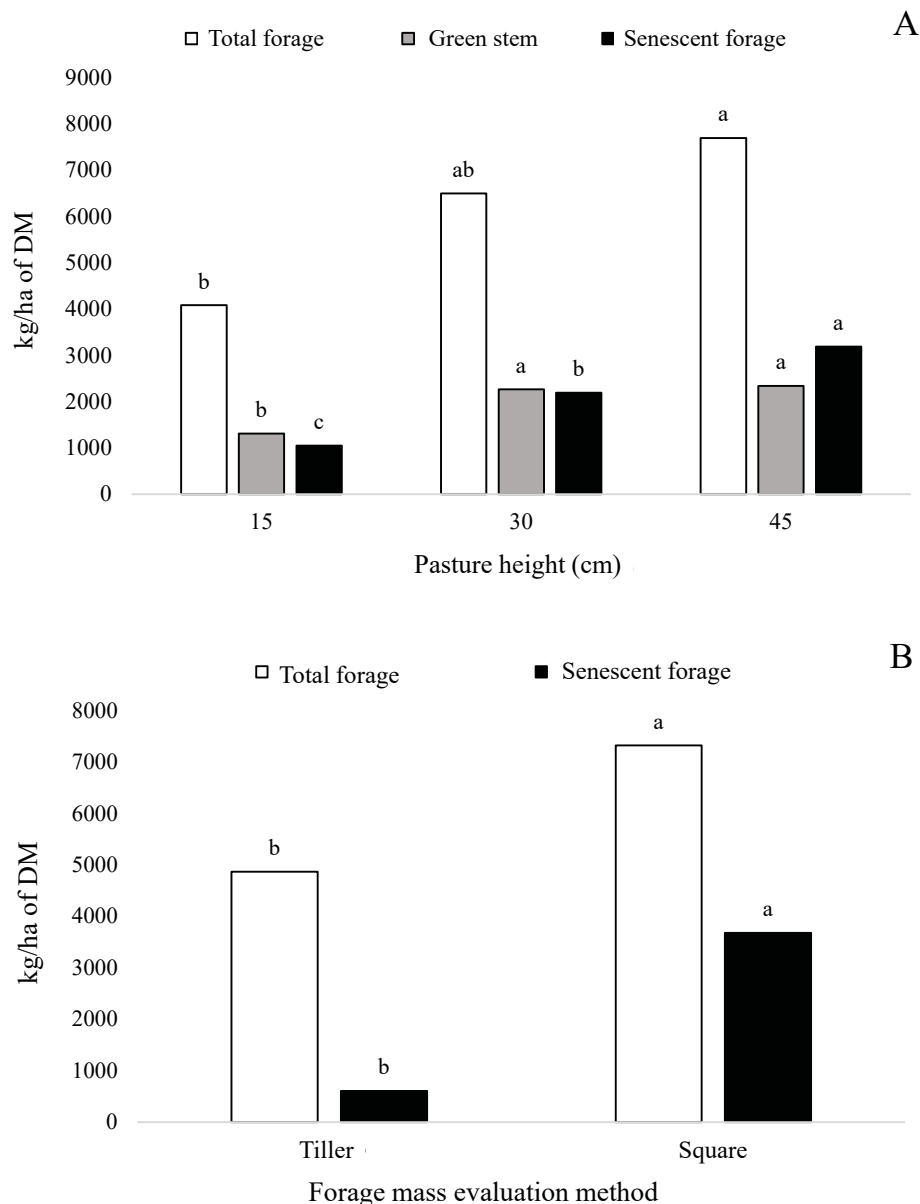 A
Total forage Green stem Senescent forage
9000
8000
7000
6000
5000
4000
3000
2000
1000
0
kg/ha of DM
b
b
c
ab
a
b
a
a
a
15 30 45
Pasture height (cm)
B
Total forage Senescent forage
8000
7000
6000
5000
4000
3000
2000
1000
0
kg/ha of DM
b
b
a
a
Tiller Square
Forage mass evaluation method